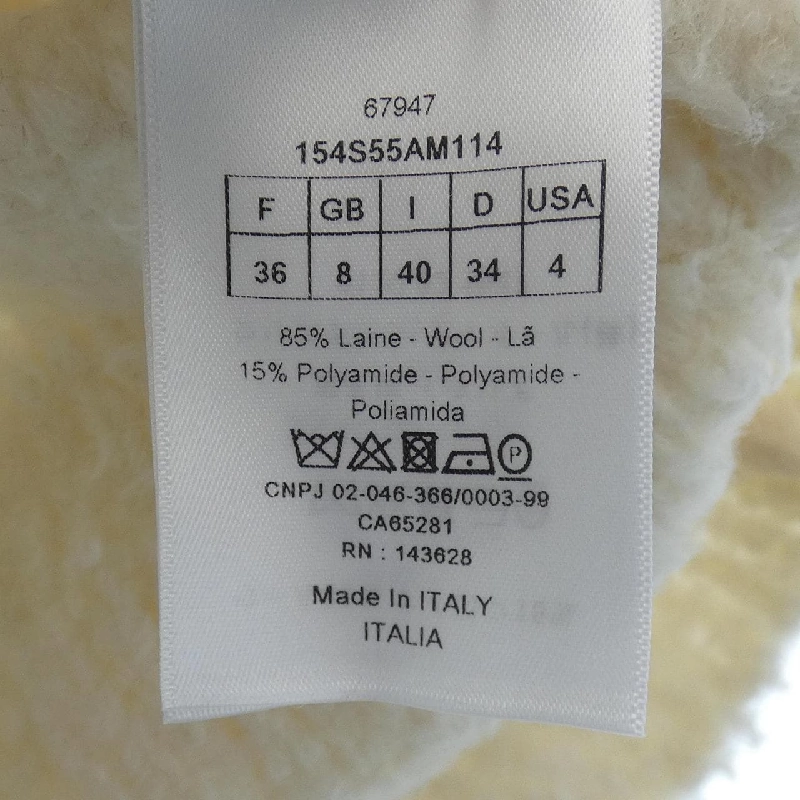 67947
154S55AM114
F GB I D USA
36 8 40 34 4
85% Laine - Wool - Lã
15% Polyamide - Polyamide -
Poliamida
P
CNPJ 02-046-366/0003-99
CA65281
RN : 143628
Made In ITALY
ITALIA